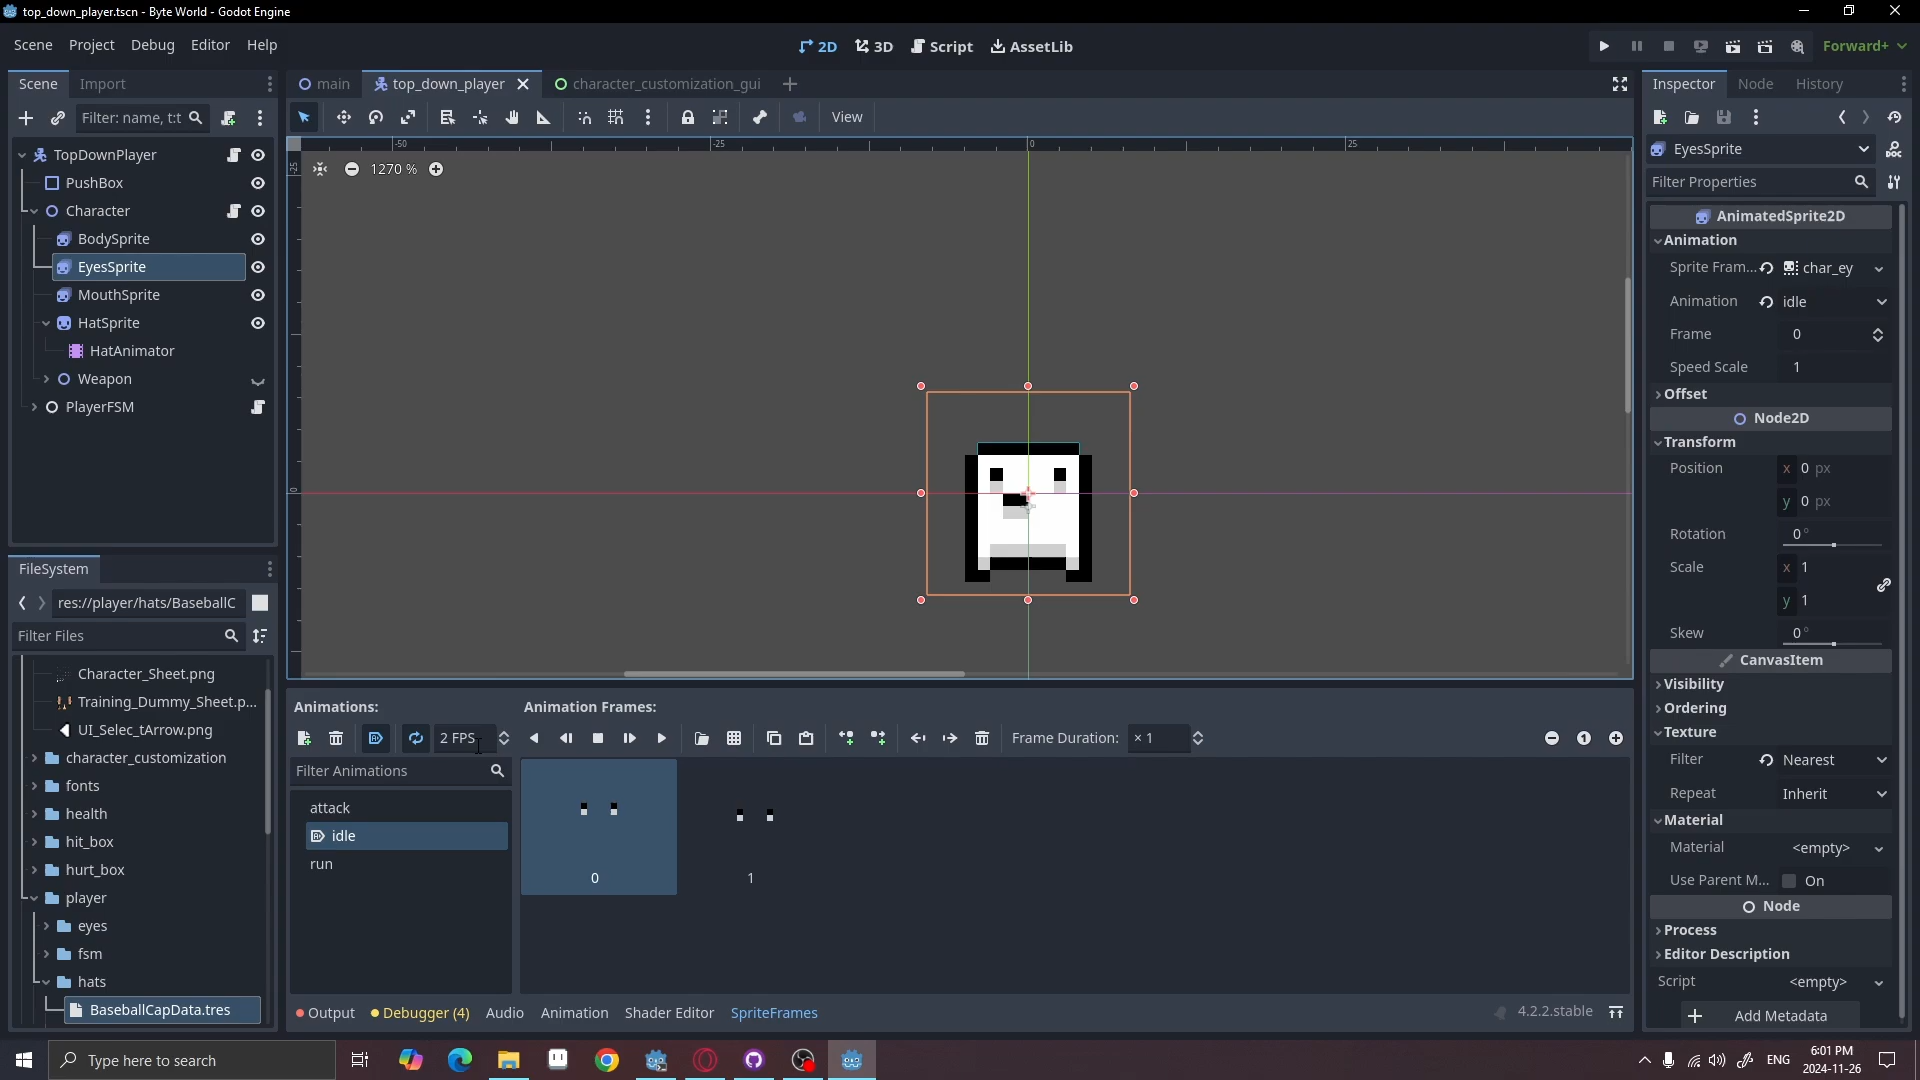 top_down_player.tscn - Byte World - Godot Engine
Scene Project Debug Editor Help
2D 3D Script AssetLib
Forward+
Scene Import
main top_down_player character_customization_gui
Inspector Node History
Filter: name, t:t
View
TopDownPlayer
PushBox
Character
BodySprite
EyesSprite
MouthSprite
HatSprite
HatAnimator
Weapon
PlayerFSM
-50 -25 0 25
-25
0
1270 %
FileSystem
res://player/hats/BaseballC
Filter Files
Character_Sheet.png
Training_Dummy_Sheet.p...
UI_Selec_tArrow.png
character_customization
fonts
health
hit_box
hurt_box
player
eyes
fsm
hats
BaseballCapData.tres
Animations:
2 FPS
Filter Animations
attack
idle
run
Animation Frames:
Frame Duration: × 1
0 1
Output Debugger (4) Audio Animation Shader Editor SpriteFrames
4.2.2.stable
EyesSprite
Filter Properties
AnimatedSprite2D
Animation
Sprite Fram... char_ey
Animation idle
Frame 0
Speed Scale 1
Offset
Node2D
Transform
Position x 0 px
y 0 px
Rotation 0 °
Scale x 1
y 1
Skew 0 °
CanvasItem
Visibility
Ordering
Texture
Filter Nearest
Repeat Inherit
Material
Material <empty>
Use Parent M... On
Node
Process
Editor Description
Script <empty>
Add Metadata
Type here to search
ENG
6:01 PM
2024-11-26